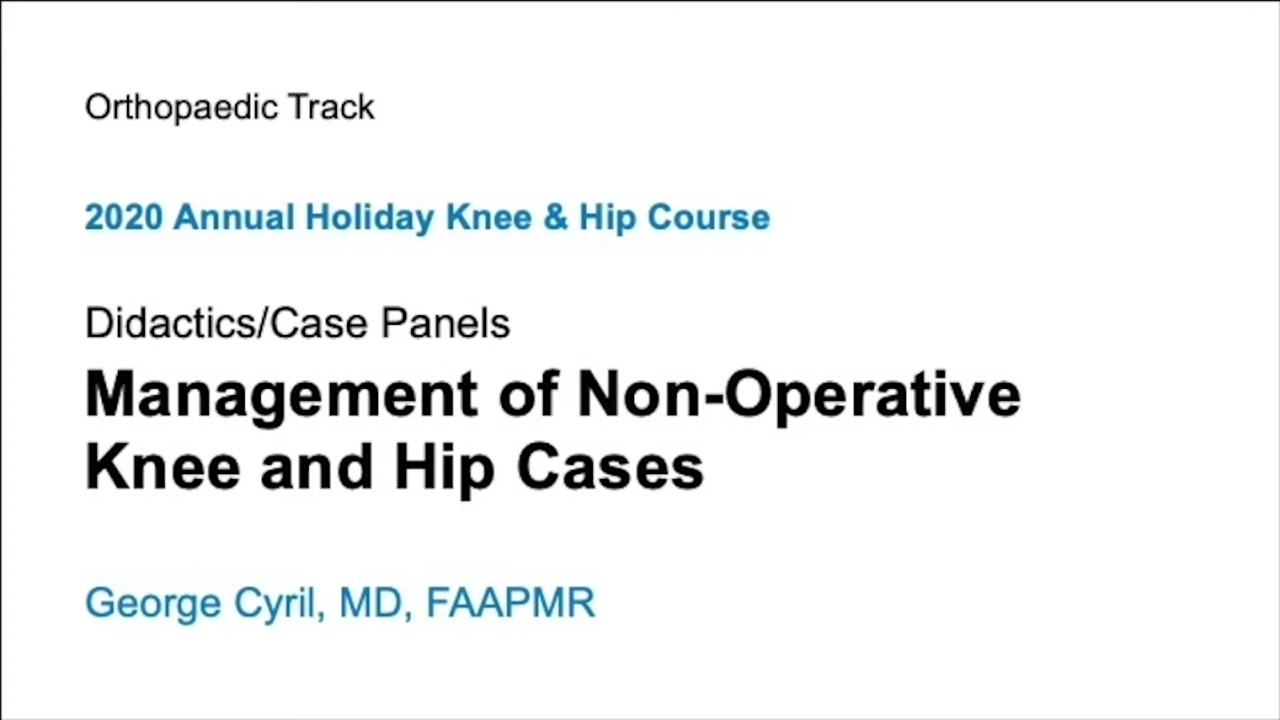 Orthopaedic Track
2020 Annual Holiday Knee & Hip Course
Didactics/Case Panels
Management of Non-Operative
Knee and Hip Cases
George Cyril, MD, FAAPMR